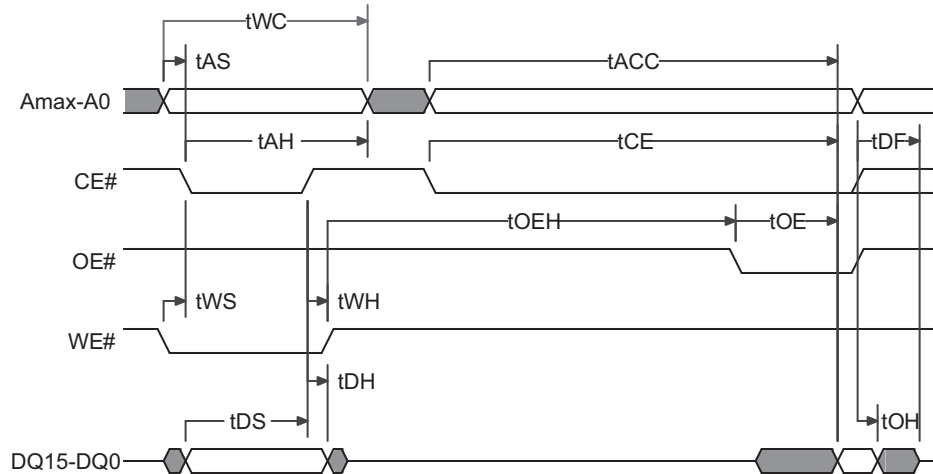 tWC
tAS
tACC
Amax-A0
tAH
tCE
tDF
CE#
tOEH
tOE
OE#
tWS
tWH
WE#
tDH
tDS
tOH
DQ15-DQ0